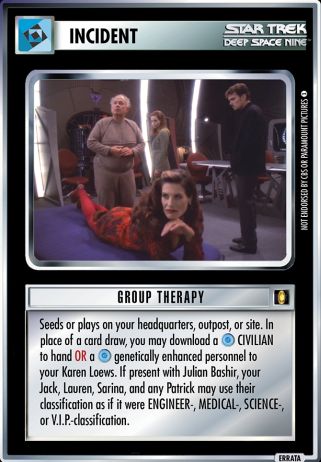 INCIDENT
STAR TREK
DEEP SPACE NINE
NOT ENDORSED BY CBS OR PARAMOUNT PICTURES
GROUP THERAPY
Seeds or plays on your headquarters, outpost, or site. In
place of a card draw, you may download a CIVILIAN
to hand OR a genetically enhanced personnel to
your Karen Loews. If present with Julian Bashir, your
Jack, Lauren, Sarina, and any Patrick may use their
classification as if it were ENGINEER-, MEDICAL-, SCIENCE-,
or V.I.P.-classification.
ERRATA